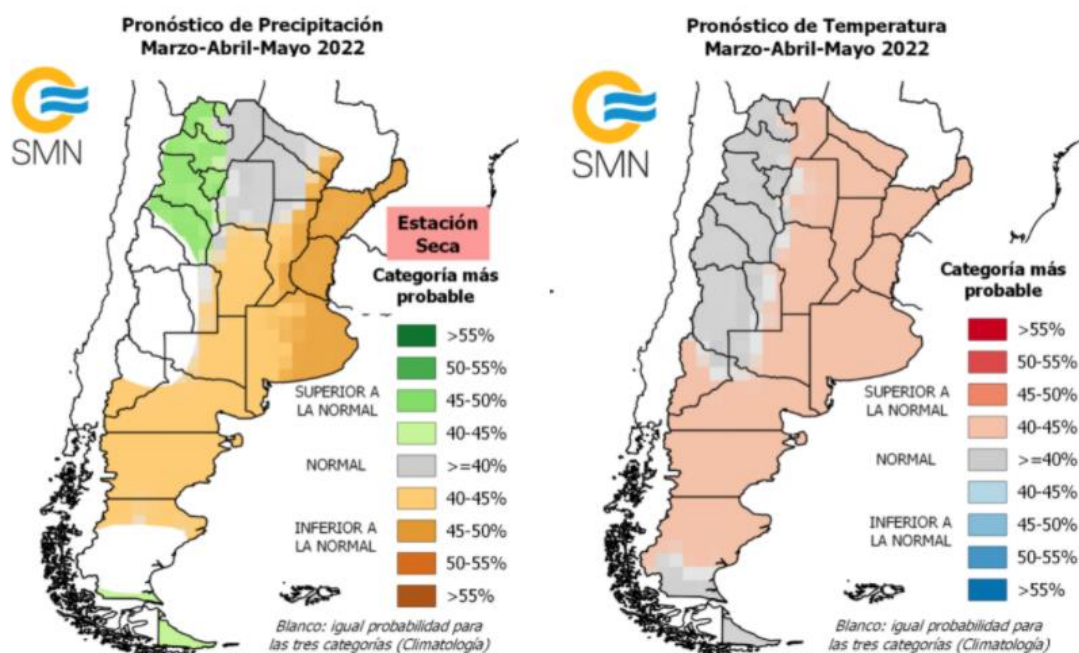 Pronóstico de Precipitación
Marzo-Abril-Mayo 2022
SMN
Estación
Seca
Categoría más
probable
>55%
50-55%
SUPERIOR A
LA NORMAL
45-50%
40-45%
NORMAL
>=40%
40-45%
INFERIOR A
LA NORMAL
45-50%
50-55%
>55%
Blanco: igual probabilidad para
las tres categorías (Climatología)
Pronóstico de Temperatura
Marzo-Abril-Mayo 2022
SMN
Categoría más
probable
>55%
50-55%
SUPERIOR A
LA NORMAL
45-50%
40-45%
NORMAL
>=40%
40-45%
INFERIOR A
LA NORMAL
45-50%
50-55%
>55%
Blanco: igual probabilidad para
las tres categorías (Climatología)